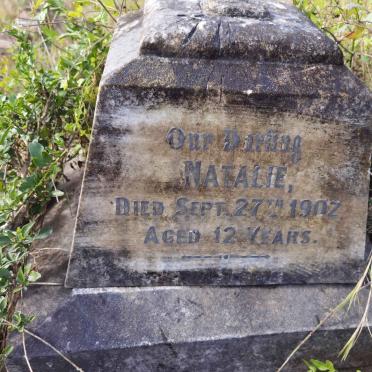 Our Darling
NATALIE,
DIED SEPT. 27TH 1902
AGED 12 YEARS.